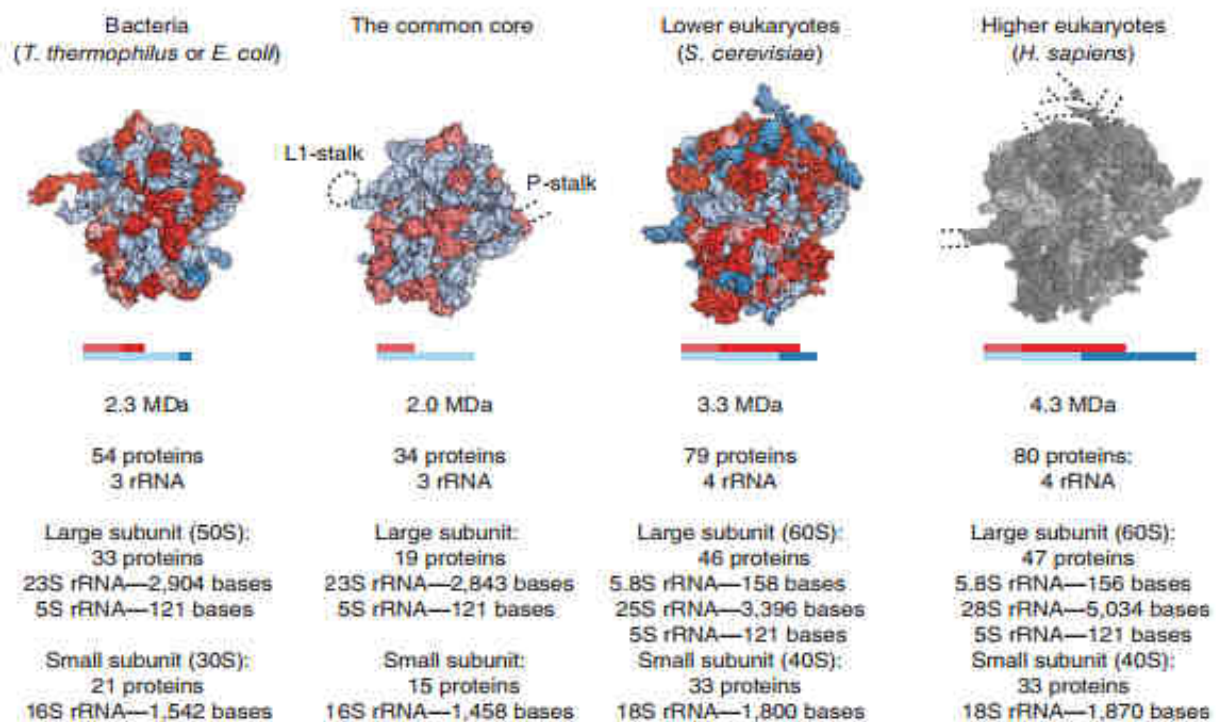 Bacteria
(T. thermophilus or E. coli)
The common core
Lower eukaryotes
(S. cerevisiae)
Higher eukaryotes
(H. sapiens)
L1-stalk
P-stalk
2.3 MDa
54 proteins
3 rRNA
Large subunit (50S):
33 proteins
23S rRNA—2,904 bases
5S rRNA—121 bases
Small subunit (30S):
21 proteins
16S rRNA—1,542 bases
2.0 MDa
34 proteins
3 rRNA
Large subunit:
19 proteins
23S rRNA—2,843 bases
5S rRNA—121 bases
Small subunit:
15 proteins
16S rRNA—1,458 bases
3.3 MDa
79 proteins
4 rRNA
Large subunit (60S):
46 proteins
5.8S rRNA—158 bases
25S rRNA—3,396 bases
5S rRNA—121 bases
Small subunit (40S):
33 proteins
18S rRNA—1,800 bases
4.3 MDa
80 proteins:
4 rRNA
Large subunit (60S):
47 proteins
5.8S rRNA—156 bases
28S rRNA—5,034 bases
5S rRNA—121 bases
Small subunit (40S):
33 proteins
18S rRNA—1,870 bases